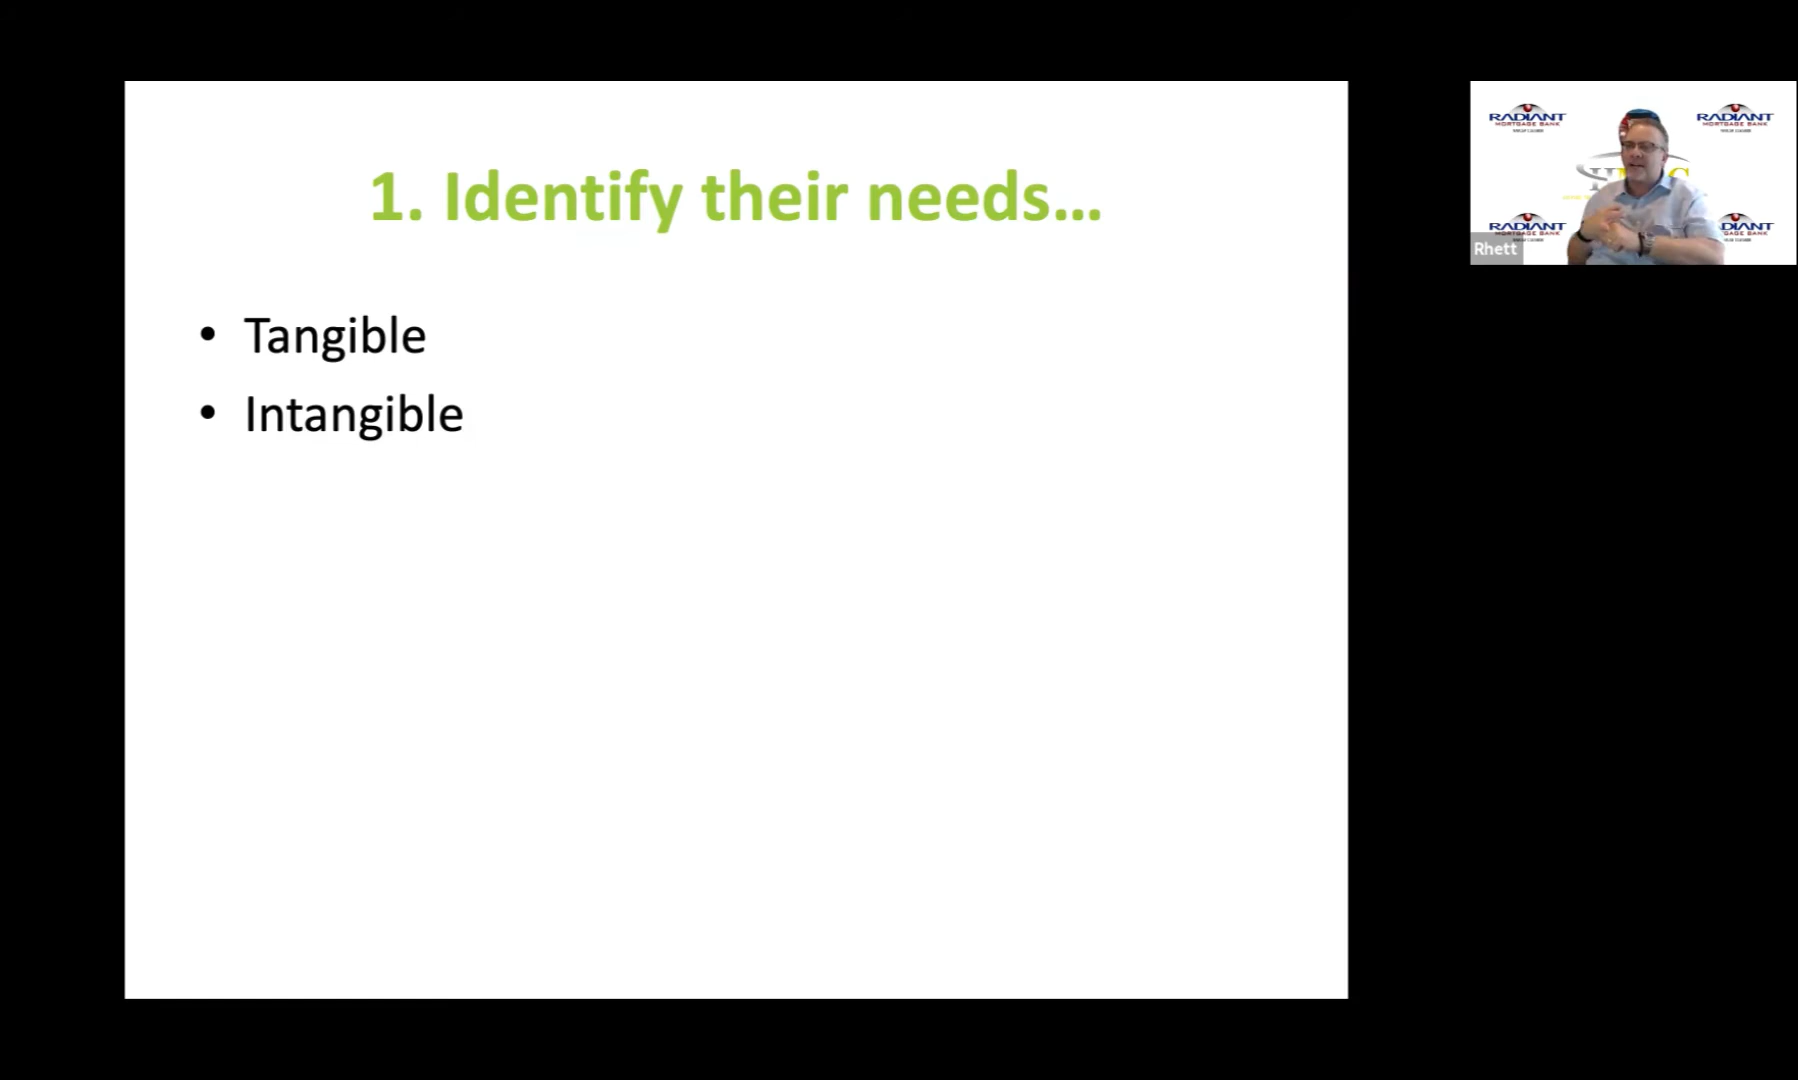 1. Identify their needs...
• Tangible
• Intangible
RADIANT
MORTGAGE BANK
RADIANT
MORTGAGE BANK
RADIANT
MORTGAGE BANK
Rhett